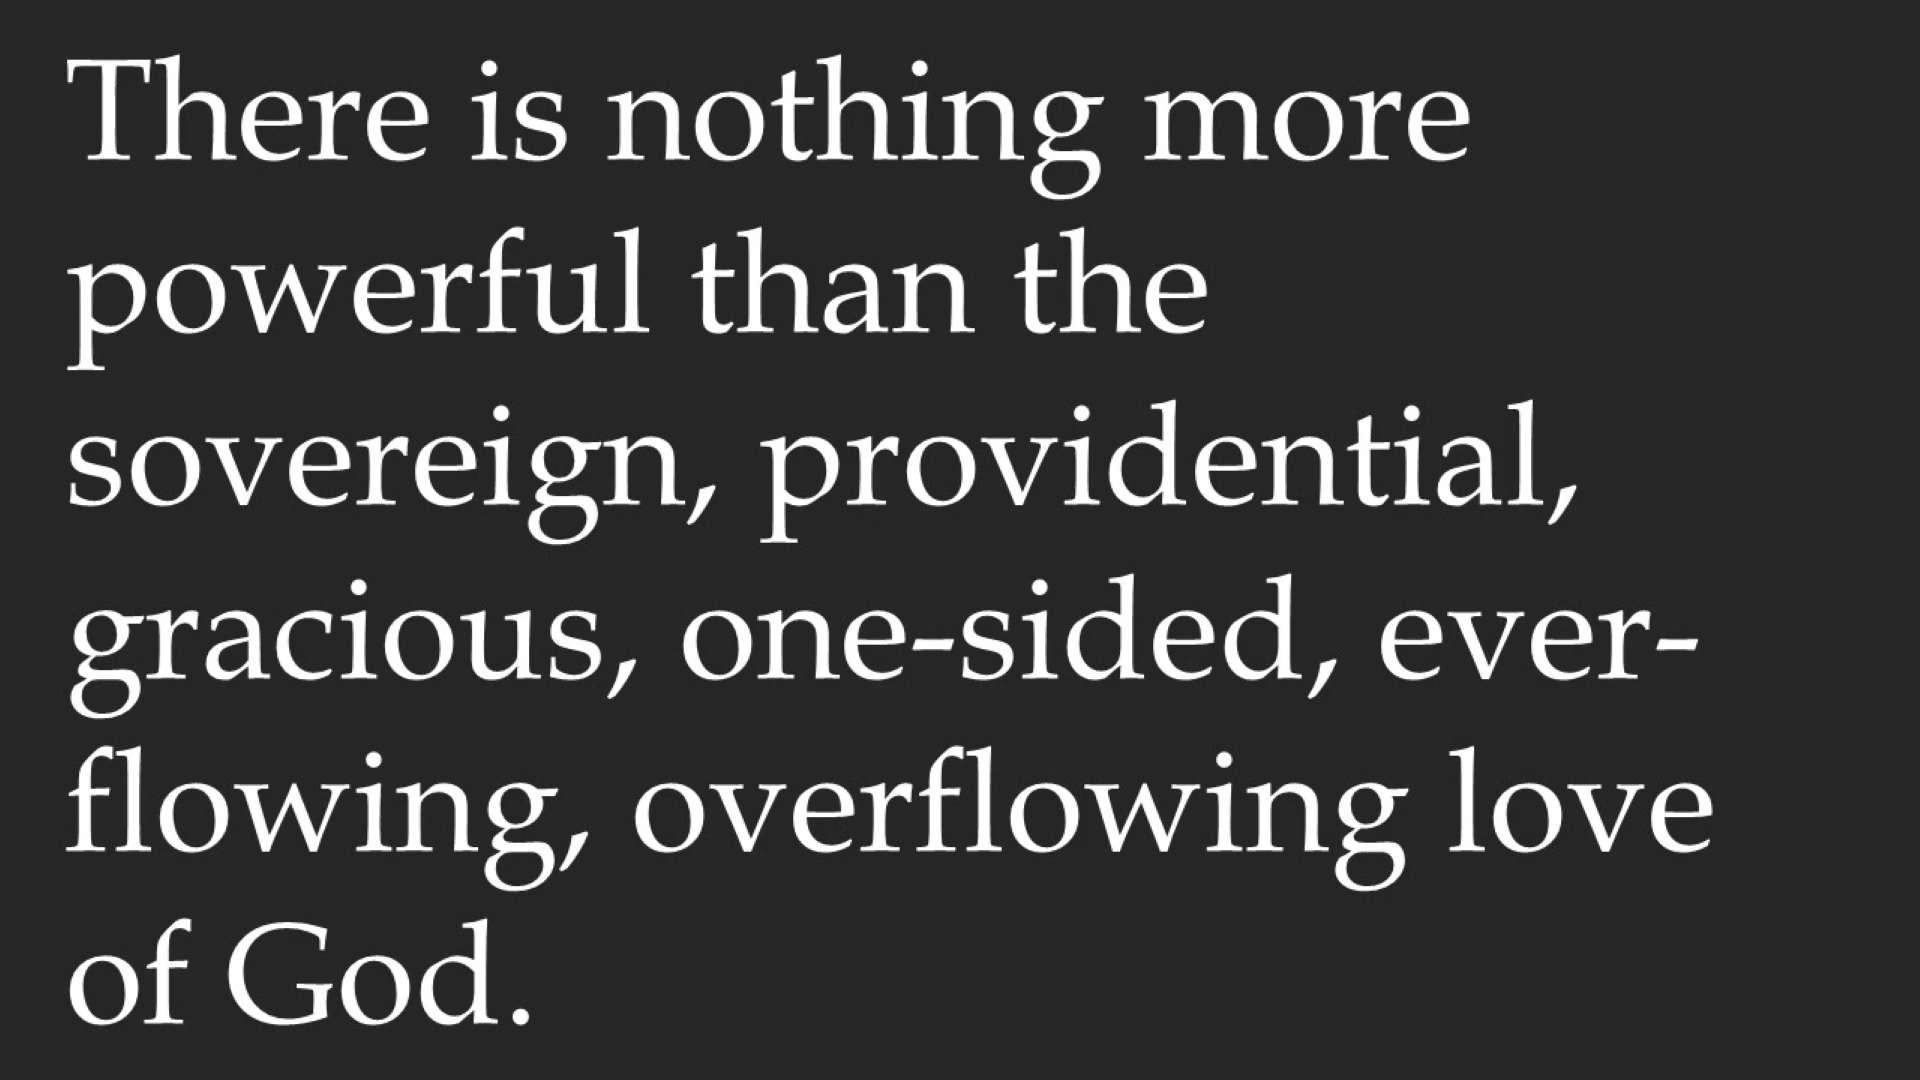 There is nothing more
powerful than the
sovereign, providential,
gracious, one-sided, ever-
flowing, overflowing love
of God.